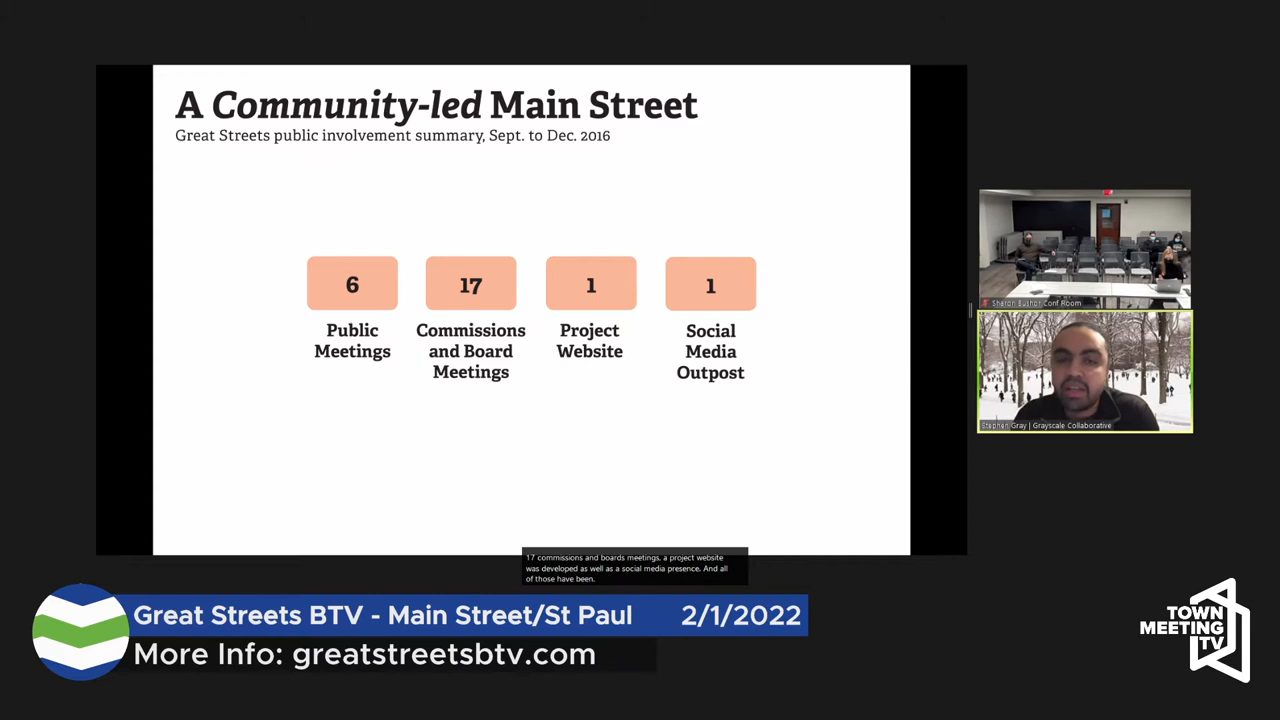 A Community-led Main Street
Great Streets public involvement summary, Sept. to Dec. 2016
6
17
1
1
Public
Meetings
Commissions
and Board
Meetings
Project
Website
Social
Media
Outpost
Sharon Bushor Conf Room
Stephen Gray | Grayscale Collaborative
17 commissions and boards meetings, a project website
was developed as well as a social media presence. And all
of those have been.
Great Streets BTV - Main Street/St Paul 2/1/2022
More Info: greatstreetsbtv.com
TOWN
MEETING
TV